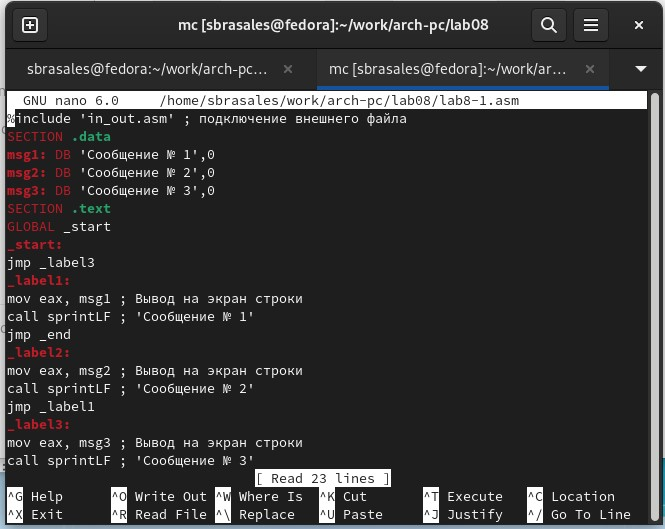 mc [sbrasales@fedora]:~/work/arch-pc/lab08
sbrasales@fedora:~/work/arch-pc... × mc [sbrasales@fedora]:~/work/ar... ×
GNU nano 6.0 /home/sbrasales/work/arch-pc/lab08/lab8-1.asm
%include 'in_out.asm' ; подключение внешнего файла
SECTION .data
msg1: DB 'Сообщение № 1',0
msg2: DB 'Сообщение № 2',0
msg3: DB 'Сообщение № 3',0
SECTION .text
GLOBAL _start
_start:
jmp _label3
_label1:
mov eax, msg1 ; Вывод на экран строки
call sprintLF ; 'Сообщение № 1'
jmp _end
_label2:
mov eax, msg2 ; Вывод на экран строки
call sprintLF ; 'Сообщение № 2'
jmp _label1
_label3:
mov eax, msg3 ; Вывод на экран строки
call sprintLF ; 'Сообщение № 3'
[ Read 23 lines ]
^G Help ^O Write Out ^W Where Is ^K Cut ^T Execute ^C Location
^X Exit ^R Read File ^\ Replace ^U Paste ^J Justify ^/ Go To Line